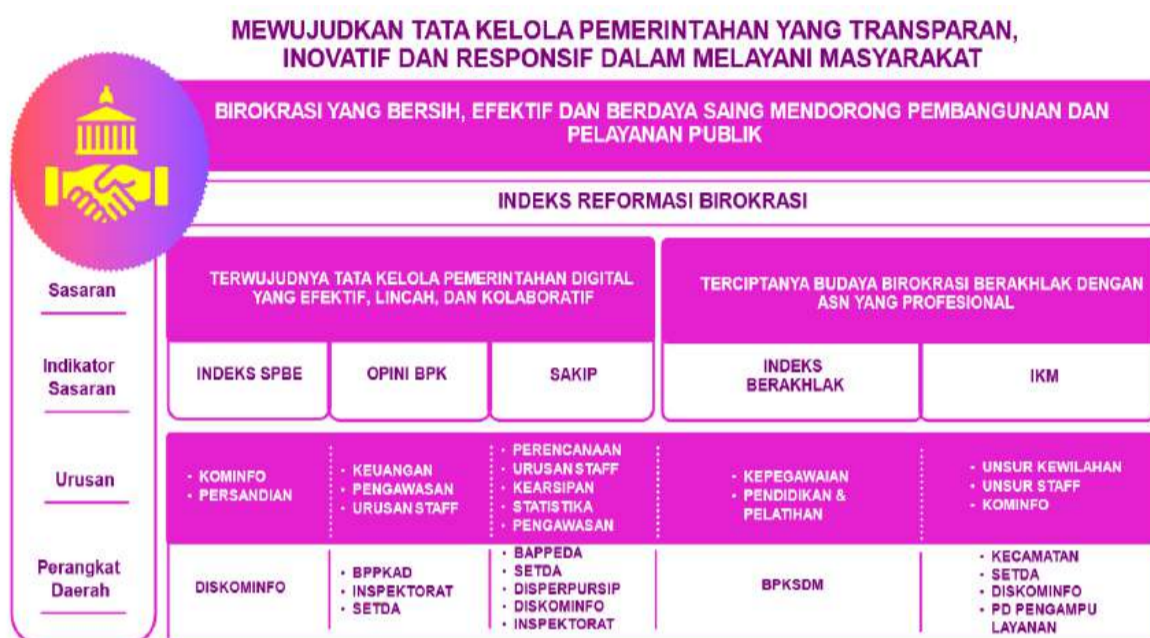 MEWUJUDKAN TATA KELOLA PEMERINTAHAN YANG TRANSPARAN,
INOVATIF DAN RESPONSIF DALAM MELAYANI MASYARAKAT
BIROKRASI YANG BERSIH, EFEKTIF DAN BERDAYA SAING MENDORONG PEMBANGUNAN DAN
PELAYANAN PUBLIK
INDEKS REFORMASI BIROKRASI
Sasaran
TERWUJUDNYA TATA KELOLA PEMERINTAHAN DIGITAL
YANG EFEKTIF, LINCAH, DAN KOLABORATIF
TERCIPTANYA BUDAYA BIROKRASI BERAKHLAK DENGAN
ASN YANG PROFESIONAL
Indikator
Sasaran
INDEKS SPBE
OPINI BPK
SAKIP
INDEKS
BERAKHLAK
IKM
Urusan
• KOMINFO
• PERSANDIAN
• KEUANGAN
• PENGAWASAN
• URUSAN STAFF
• PERENCANAAN
• URUSAN STAFF
• KEARSIPAN
• STATISTIKA
• PENGAWASAN
• KEPEGAWAIAN
• PENDIDIKAN &
PELATIHAN
• UNSUR KEWILAHAN
• UNSUR STAFF
• KOMINFO
Perangkat
Daerah
DISKOMINFO
• BPPKAD
• INSPEKTORAT
• SETDA
• BAPPEDA
• SETDA
• DISPERPURSIP
• DISKOMINFO
• INSPEKTORAT
BPKSDM
• KECAMATAN
• SETDA
• DISKOMINFO
• PD PENGAMPU
LAYANAN